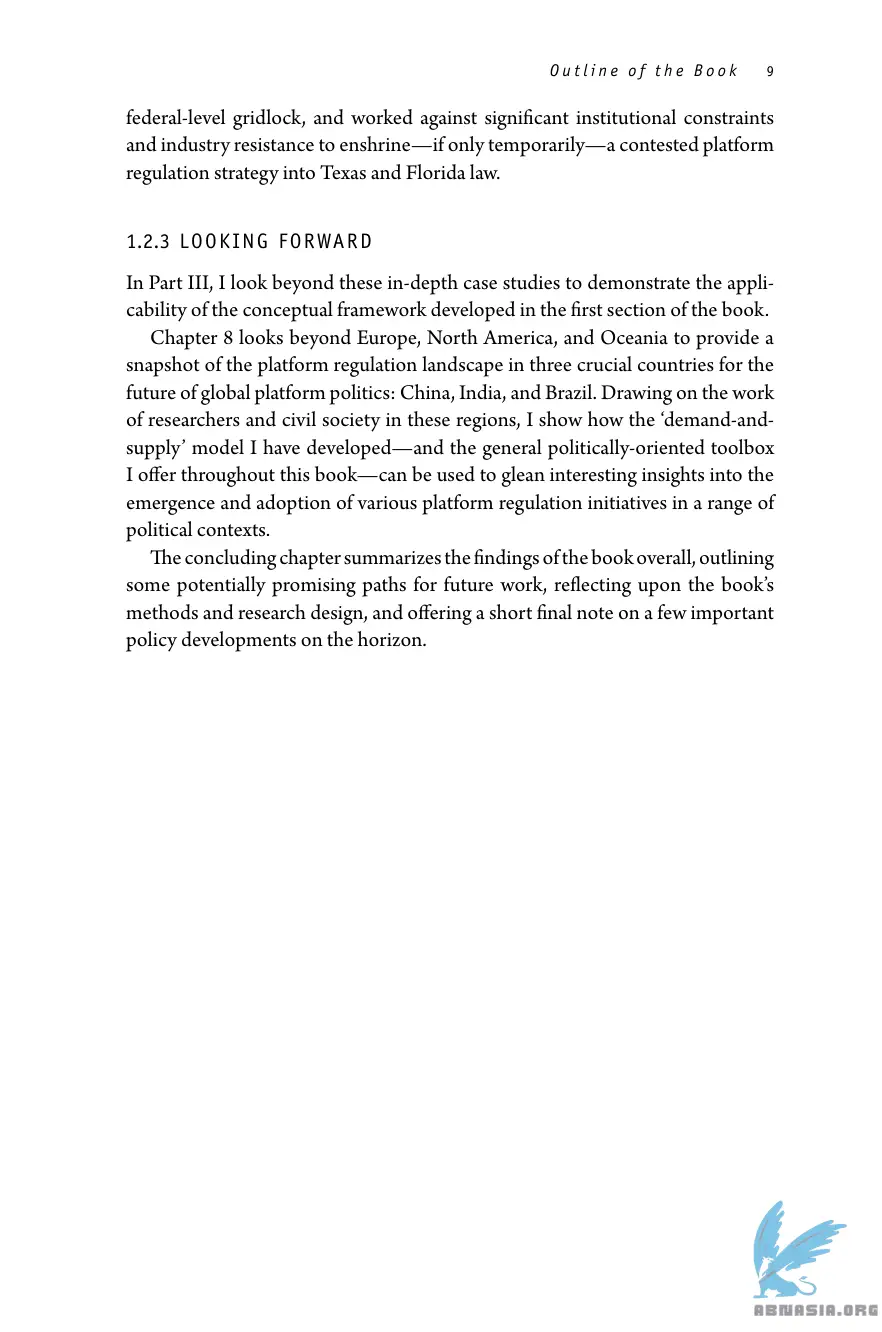 Outline of the Book 9
federal-level gridlock, and worked against significant institutional constraints
and industry resistance to enshrine—if only temporarily—a contested platform
regulation strategy into Texas and Florida law.
1.2.3 LOOKING FORWARD
In Part III, I look beyond these in-depth case studies to demonstrate the appli-
cability of the conceptual framework developed in the first section of the book.
Chapter 8 looks beyond Europe, North America, and Oceania to provide a
snapshot of the platform regulation landscape in three crucial countries for the
future of global platform politics: China, India, and Brazil. Drawing on the work
of researchers and civil society in these regions, I show how the ‘demand-and-
supply’ model I have developed—and the general politically-oriented toolbox
I offer throughout this book—can be used to glean interesting insights into the
emergence and adoption of various platform regulation initiatives in a range of
political contexts.
The concluding chapter summarizes the findings of the book overall, outlining
some potentially promising paths for future work, reflecting upon the book’s
methods and research design, and offering a short final note on a few important
policy developments on the horizon.
ABNASIA.ORG